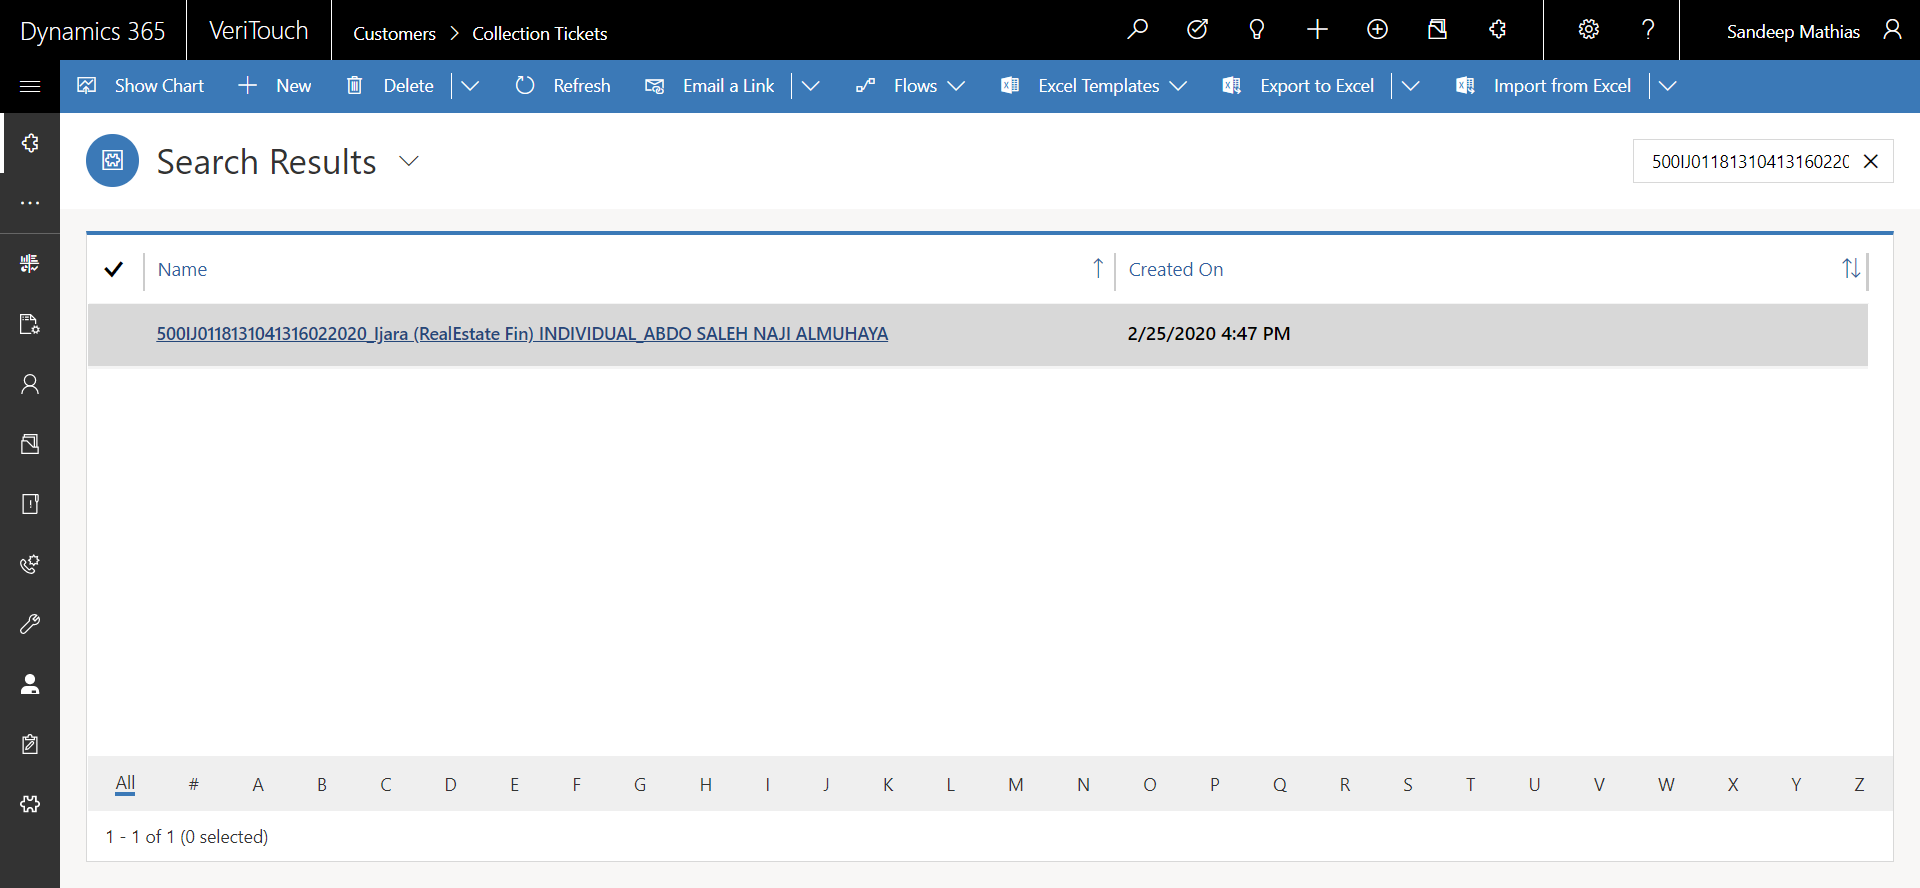 Dynamics 365 VeriTouch Customers > Collection Tickets Sandeep Mathias
Show Chart New Delete Refresh Email a Link Flows Excel Templates Export to Excel Import from Excel
Search Results
500IJ0118131041316022C
Name Created On
500IJ0118131041316022020_Ijara (RealEstate Fin) INDIVIDUAL_ABDO SALEH NAJI ALMUHAYA 2/25/2020 4:47 PM
All # A B C D E F G H I J K L M N O P Q R S T U V W X Y Z
1 - 1 of 1 (0 selected)